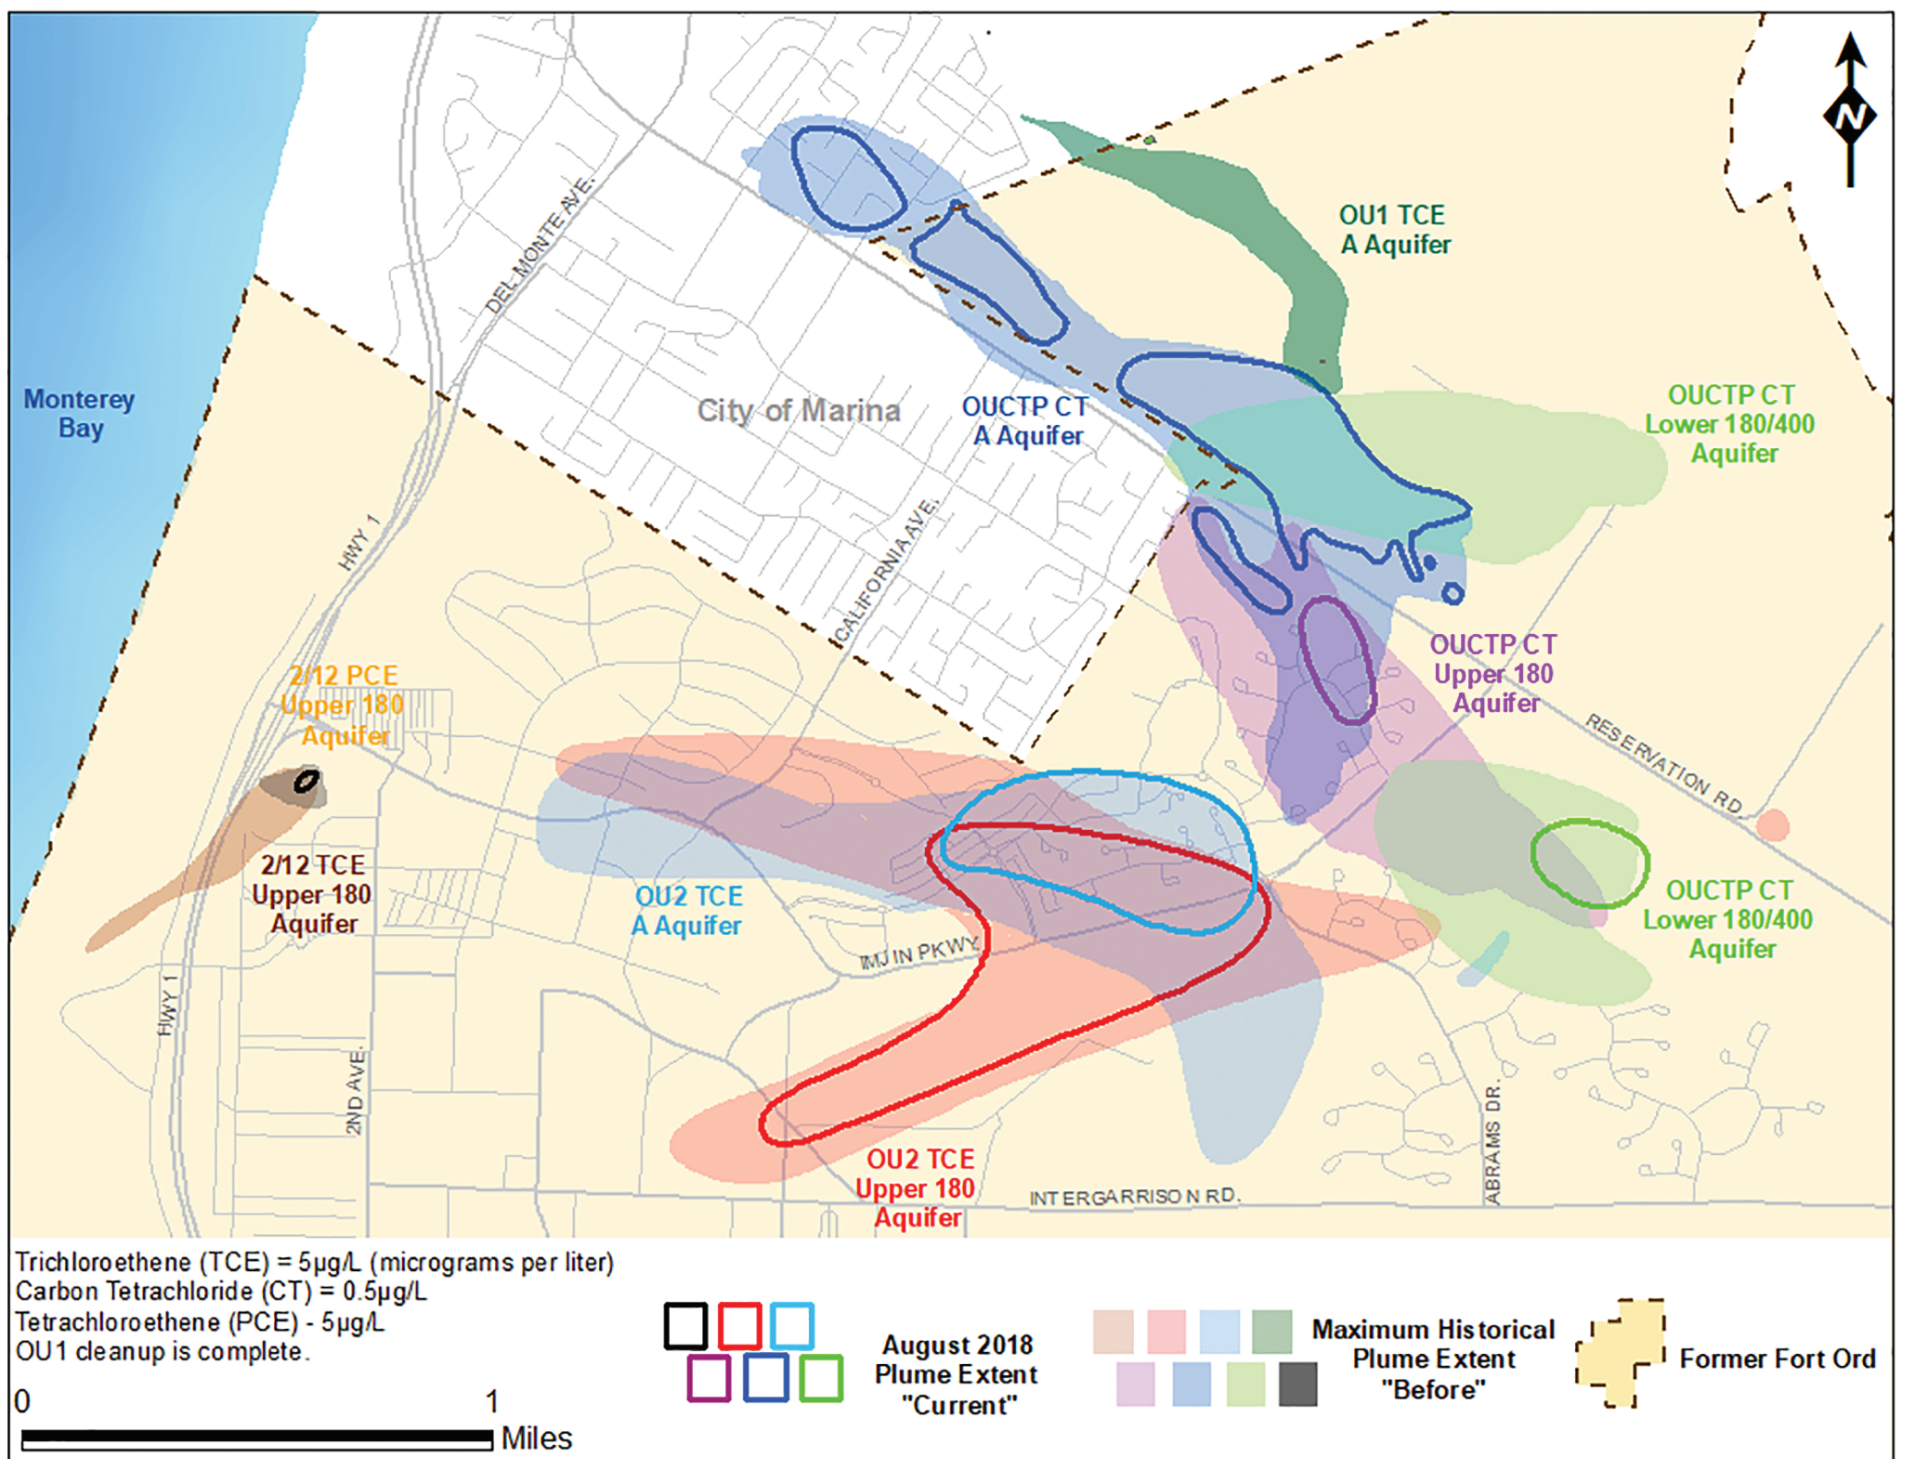 N
DEL MONTE AVE.
OU1 TCE
A Aquifer
Monterey
Bay
City of Marina
OUCTP CT
A Aquifer
OUCTP CT
Lower 180/400
Aquifer
HWY 1
CALIFORNIA AVE.
OUCTP CT
Upper 180
Aquifer
2/12 PCE
Upper 180
Aquifer
RESERVATION RD.
2/12 TCE
Upper 180
Aquifer
OU2 TCE
A Aquifer
IMJIN PKWY
OUCTP CT
Lower 180/400
Aquifer
HWY 1
2ND AVE.
ABRAMS DR.
OU2 TCE
Upper 180
Aquifer
INTERGARRISON RD.
Trichloroethene (TCE) = 5µg/L (micrograms per liter)
Carbon Tetrachloride (CT) = 0.5µg/L
Tetrachloroethene (PCE) - 5µg/L
OU1 cleanup is complete.
0 1
Miles
August 2018
Plume Extent
"Current"
Maximum Historical
Plume Extent
"Before"
Former Fort Ord